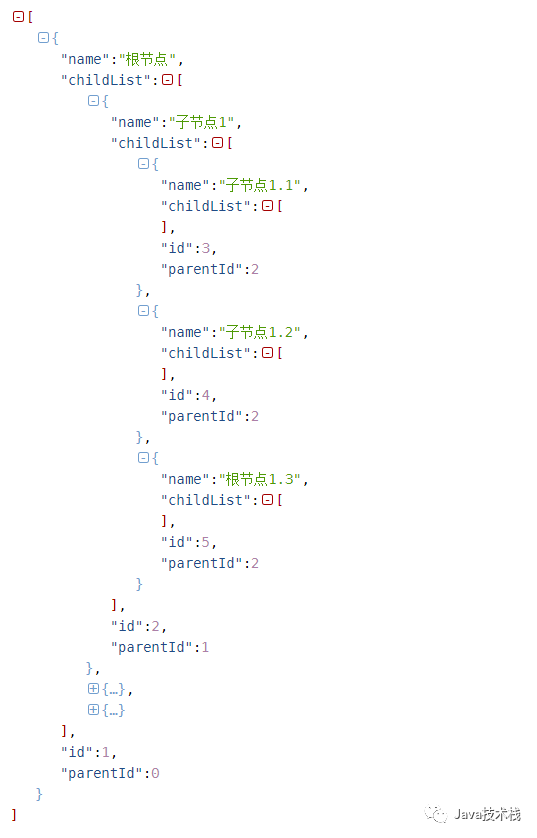 [
{
"name":"根节点",
"childList":[
{
"name":"子节点1",
"childList":[
{
"name":"子节点1.1",
"childList":[
],
"id":3,
"parentId":2
},
{
"name":"子节点1.2",
"childList":[
],
"id":4,
"parentId":2
},
{
"name":"根节点1.3",
"childList":[
],
"id":5,
"parentId":2
}
],
"id":2,
"parentId":1
},
{…},
{…}
],
"id":1,
"parentId":0
}
]
Java技术栈